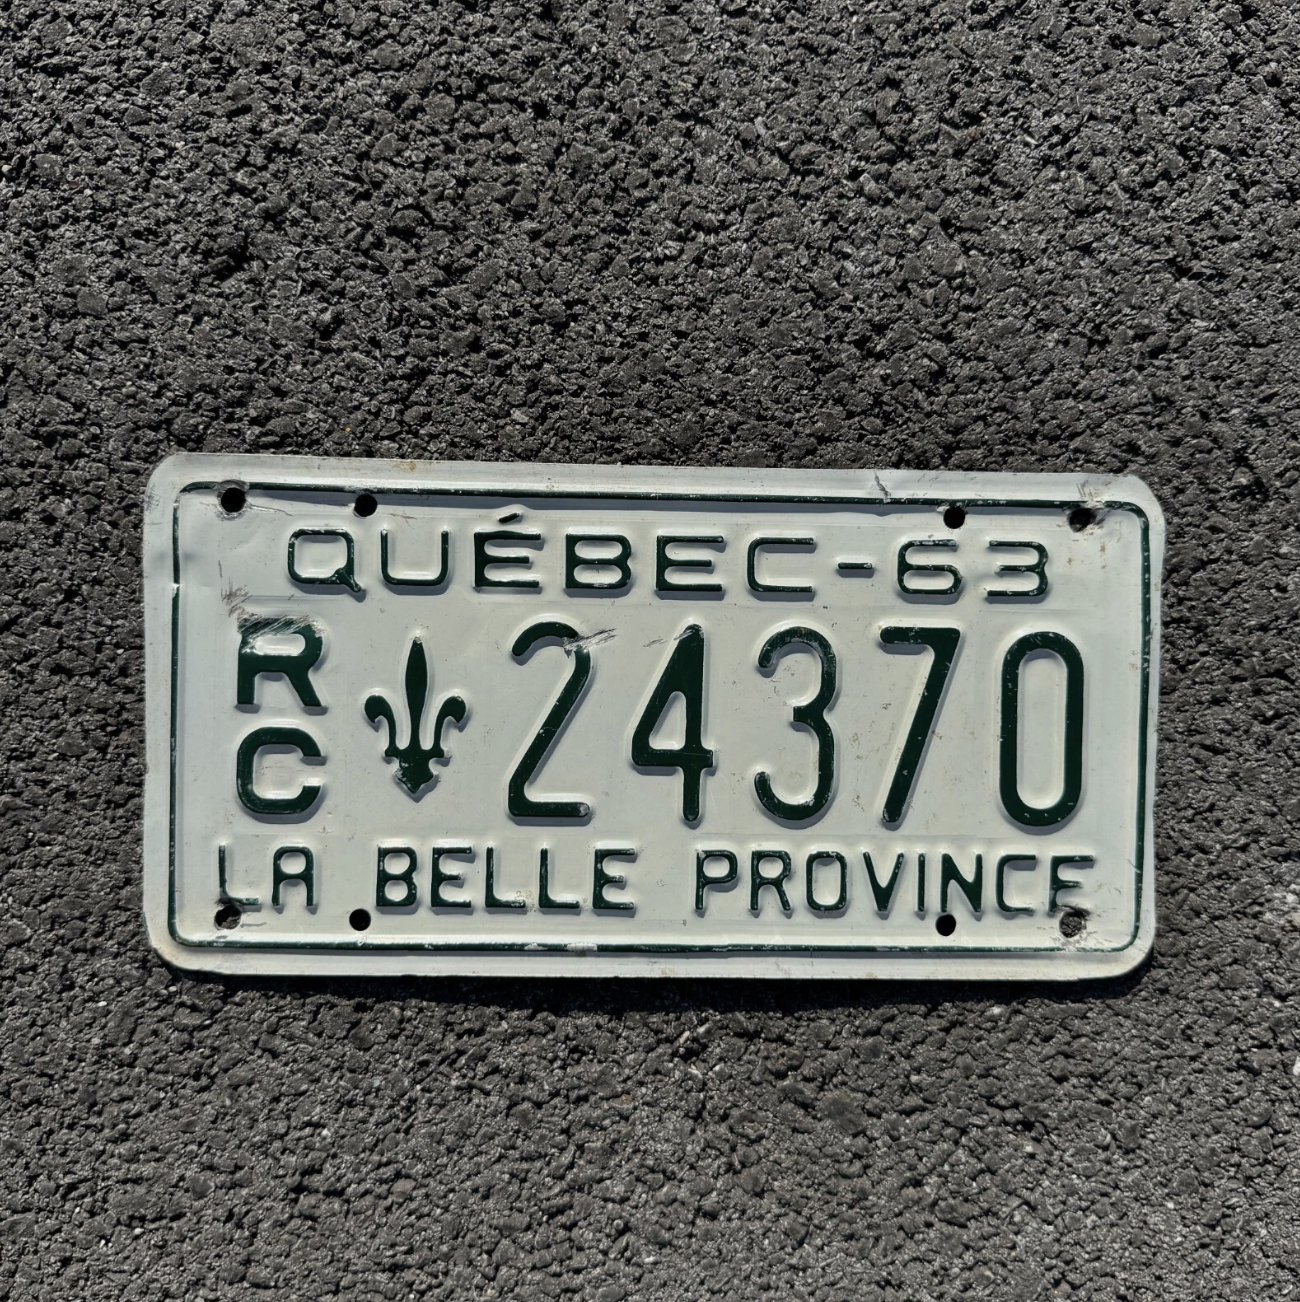 QUÉBEC-63
RC 24370
LA BELLE PROVINCE